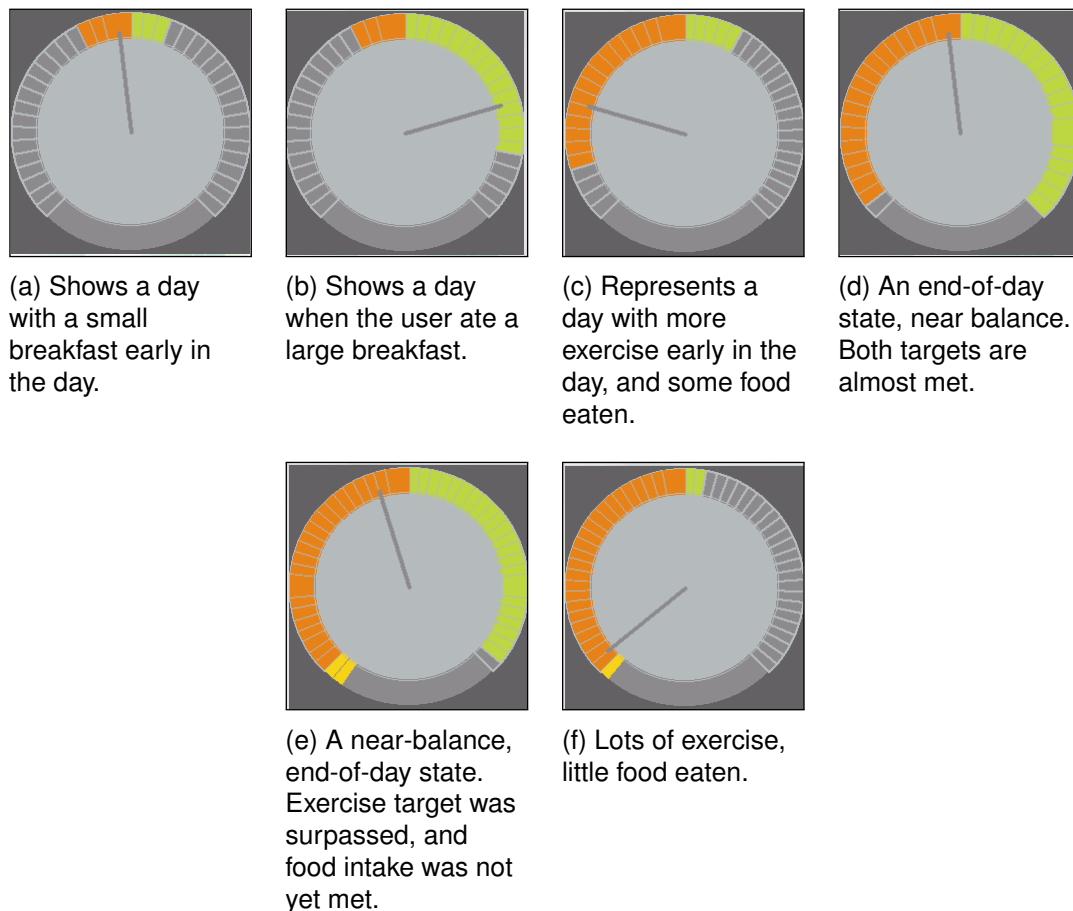 (a) Shows a day
with a small
breakfast early in
the day.
(b) Shows a day
when the user ate a
large breakfast.
(c) Represents a
day with more
exercise early in the
day, and some food
eaten.
(d) An end-of-day
state, near balance.
Both targets are
almost met.
(e) A near-balance,
end-of-day state.
Exercise target was
surpassed, and
food intake was not
yet met.
(f) Lots of exercise,
little food eaten.